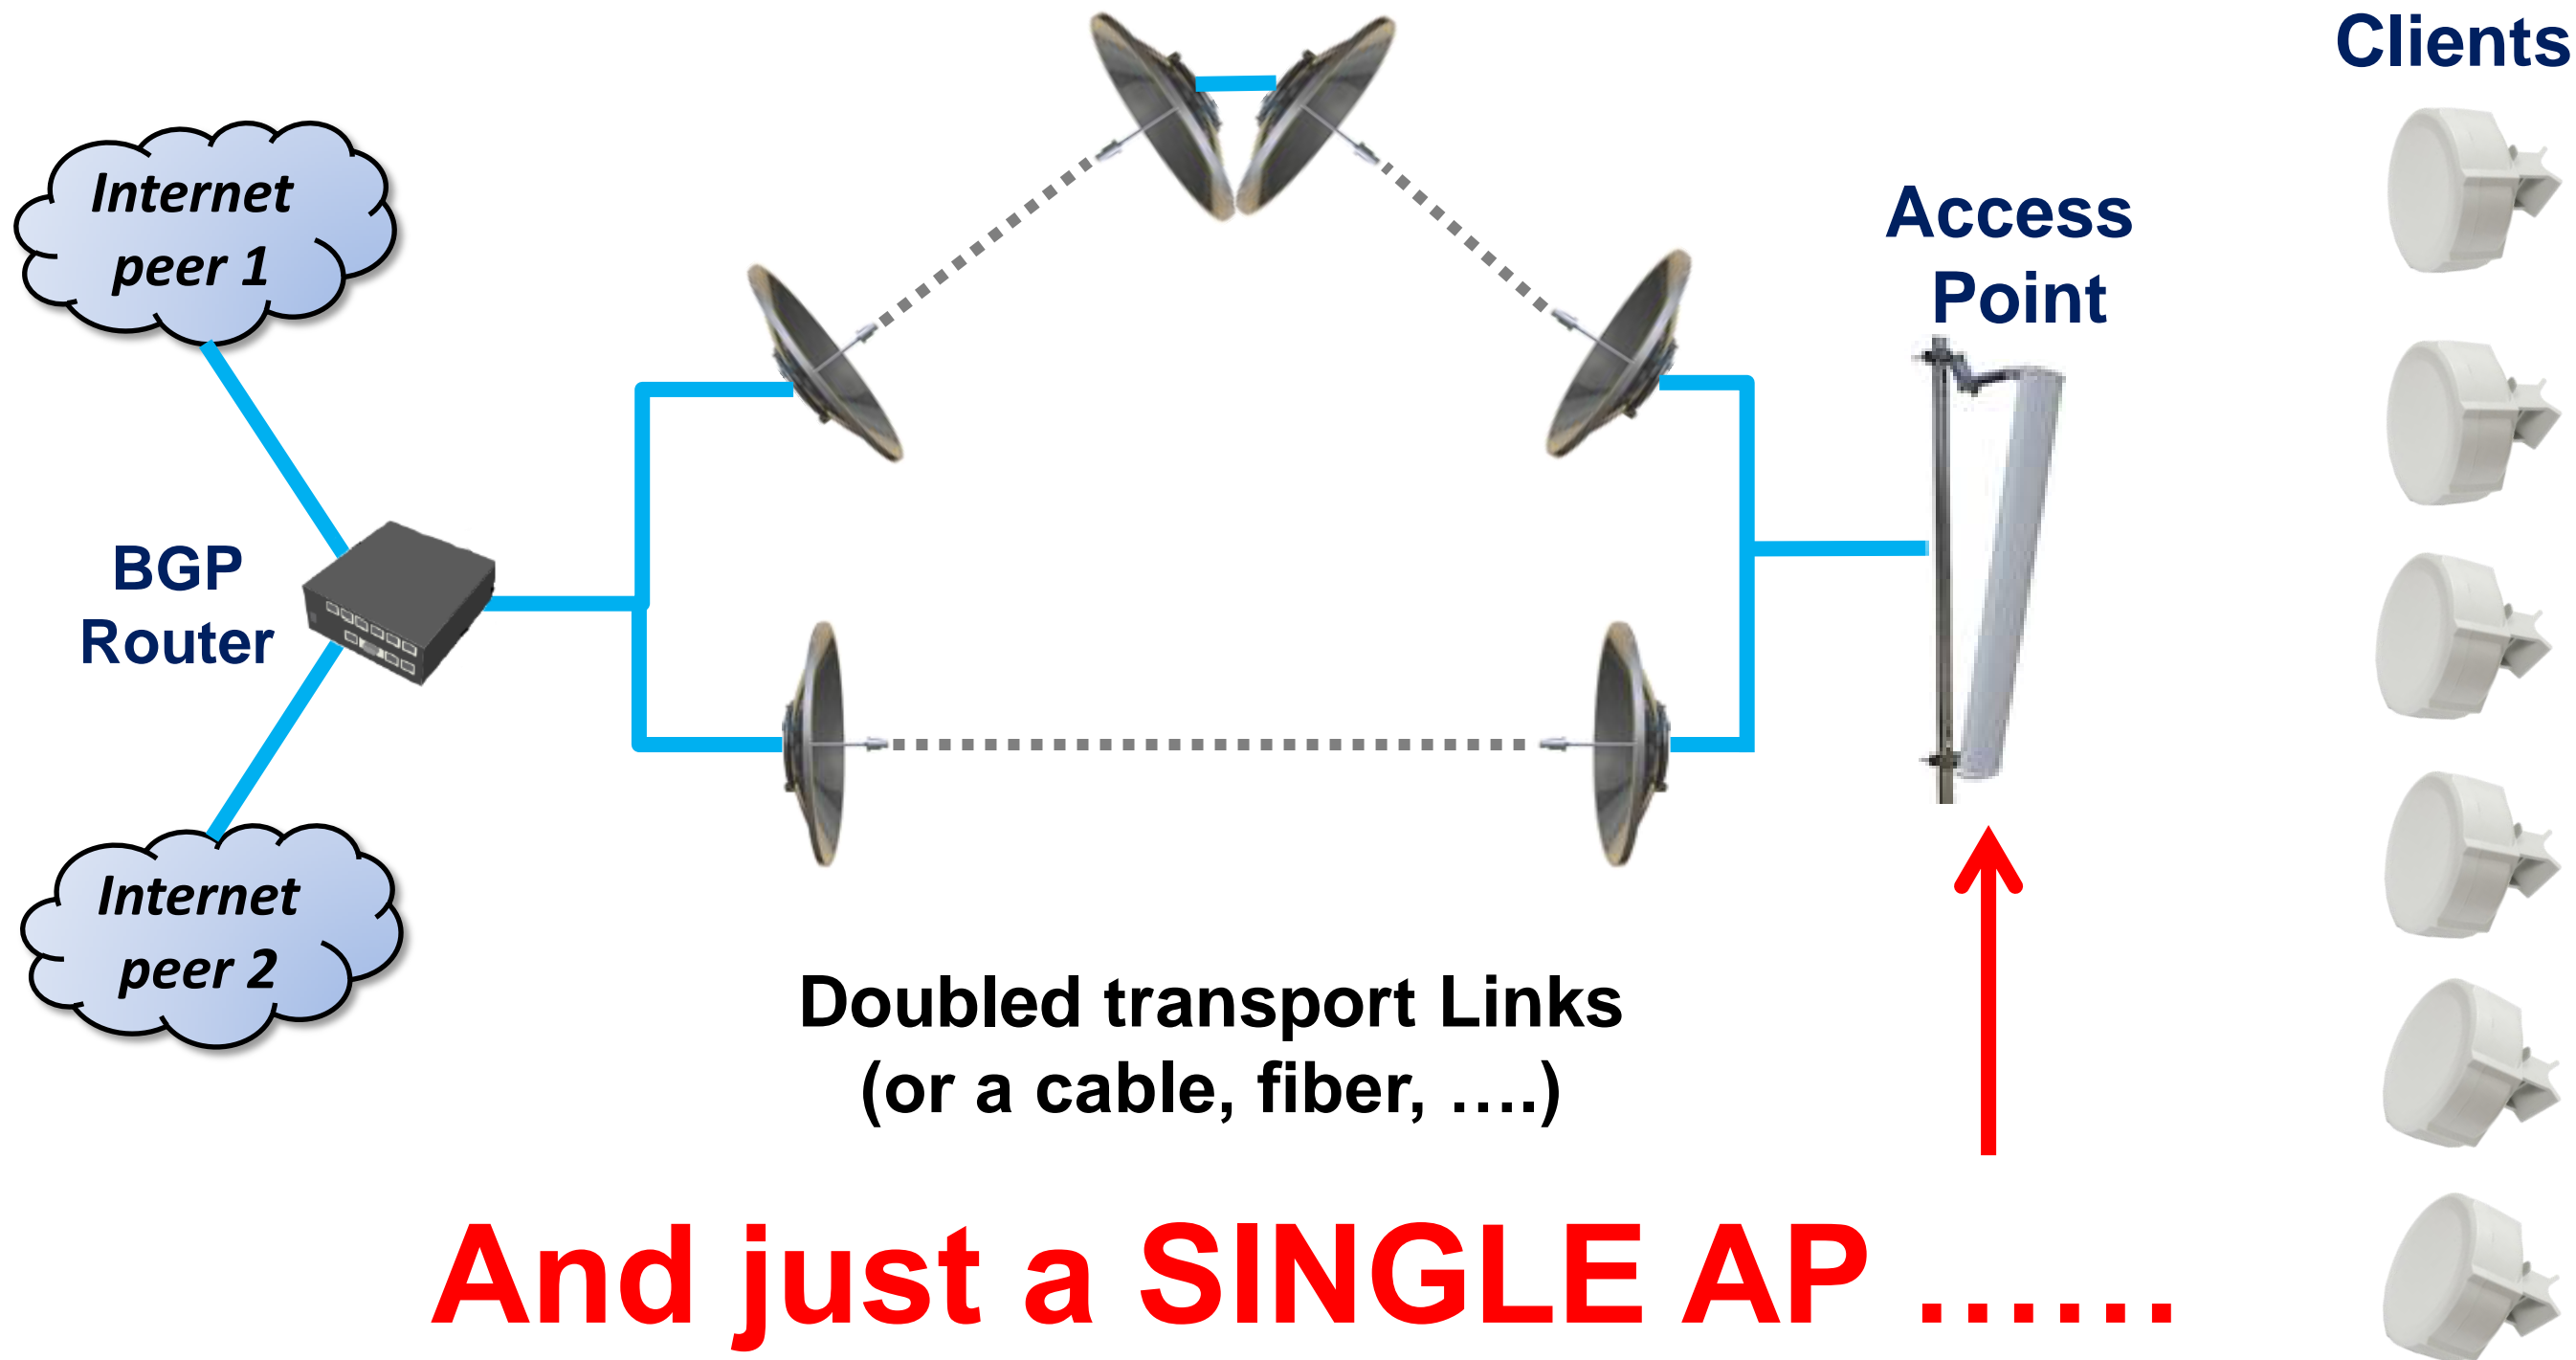 Clients
Internet
peer 1
Access
Point
BGP
Router
Internet
peer 2
Doubled transport Links
(or a cable, fiber, ….)
And just a SINGLE AP ……